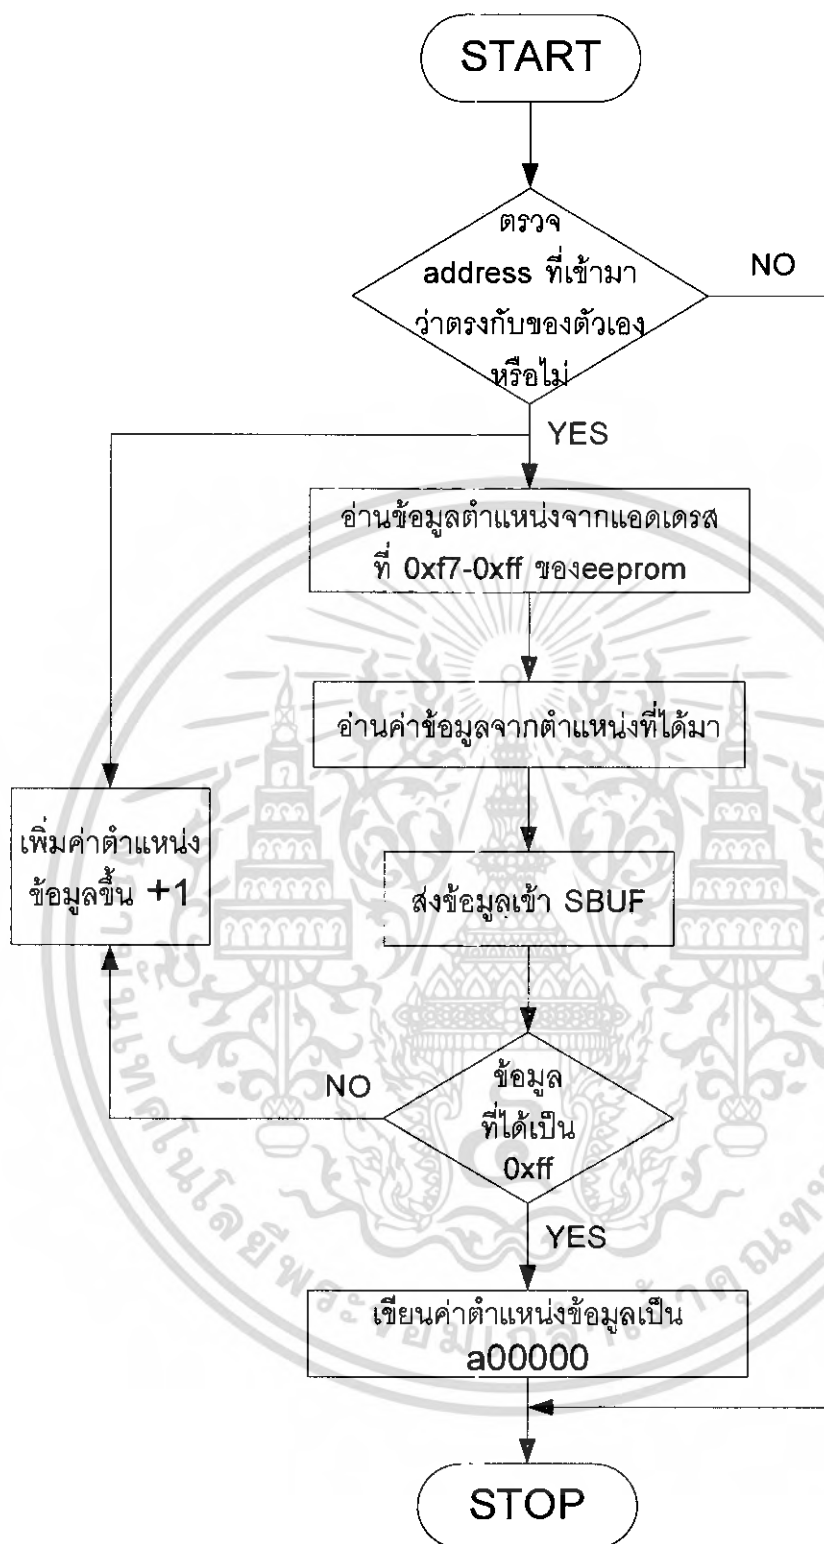 START
ตรวจ
address ที่เข้ามา
ว่าตรงกับของตัวเอง
หรือไม่
NO
YES
อ่านข้อมูลตำแหน่งจากแอดเดรส
ที่ 0xf7-0xff ของeeprom
อ่านค่าข้อมูลจากตำแหน่งที่ได้มา
เพิ่มค่าตำแหน่ง
ข้อมูลขึ้น +1
ส่งข้อมูลเข้า SBUF
NO
ข้อมูล
ที่ได้เป็น
0xff
YES
เขียนค่าตำแหน่งข้อมูลเป็น
a00000
STOP